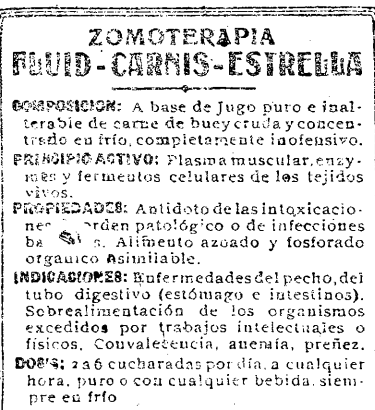 ZOMOTERAPIA
FLUID-CARNIS-ESTRELLA
COMPOSICION: A base de Jugo puro e inal-
terable de carne de buey cruda y concen-
trado en frío, completamente inofensivo.
PRINCIPIO ACTIVO: Plasma muscular, enzy-
mas y fermentos celulares de los tejidos
vivos.
PROPIEDADES: Antidoto de las intoxicacio-
orden patológico o de infecciones
Alimento azoado y fosforado
organico Asimilable.
INDICACIONES: Enfermedades del pecho, del
tubo digestivo (estómago e intestinos).
Sobrealimentación de los organismos
excedidos por trabajos intelectuales o
físicos. Convalecencia, anemia, preñez.
DOSIS: 2 a 6 cucharadas por día, a cualquier
hora, puro o con cualquier bebida, siem-
pre en frío